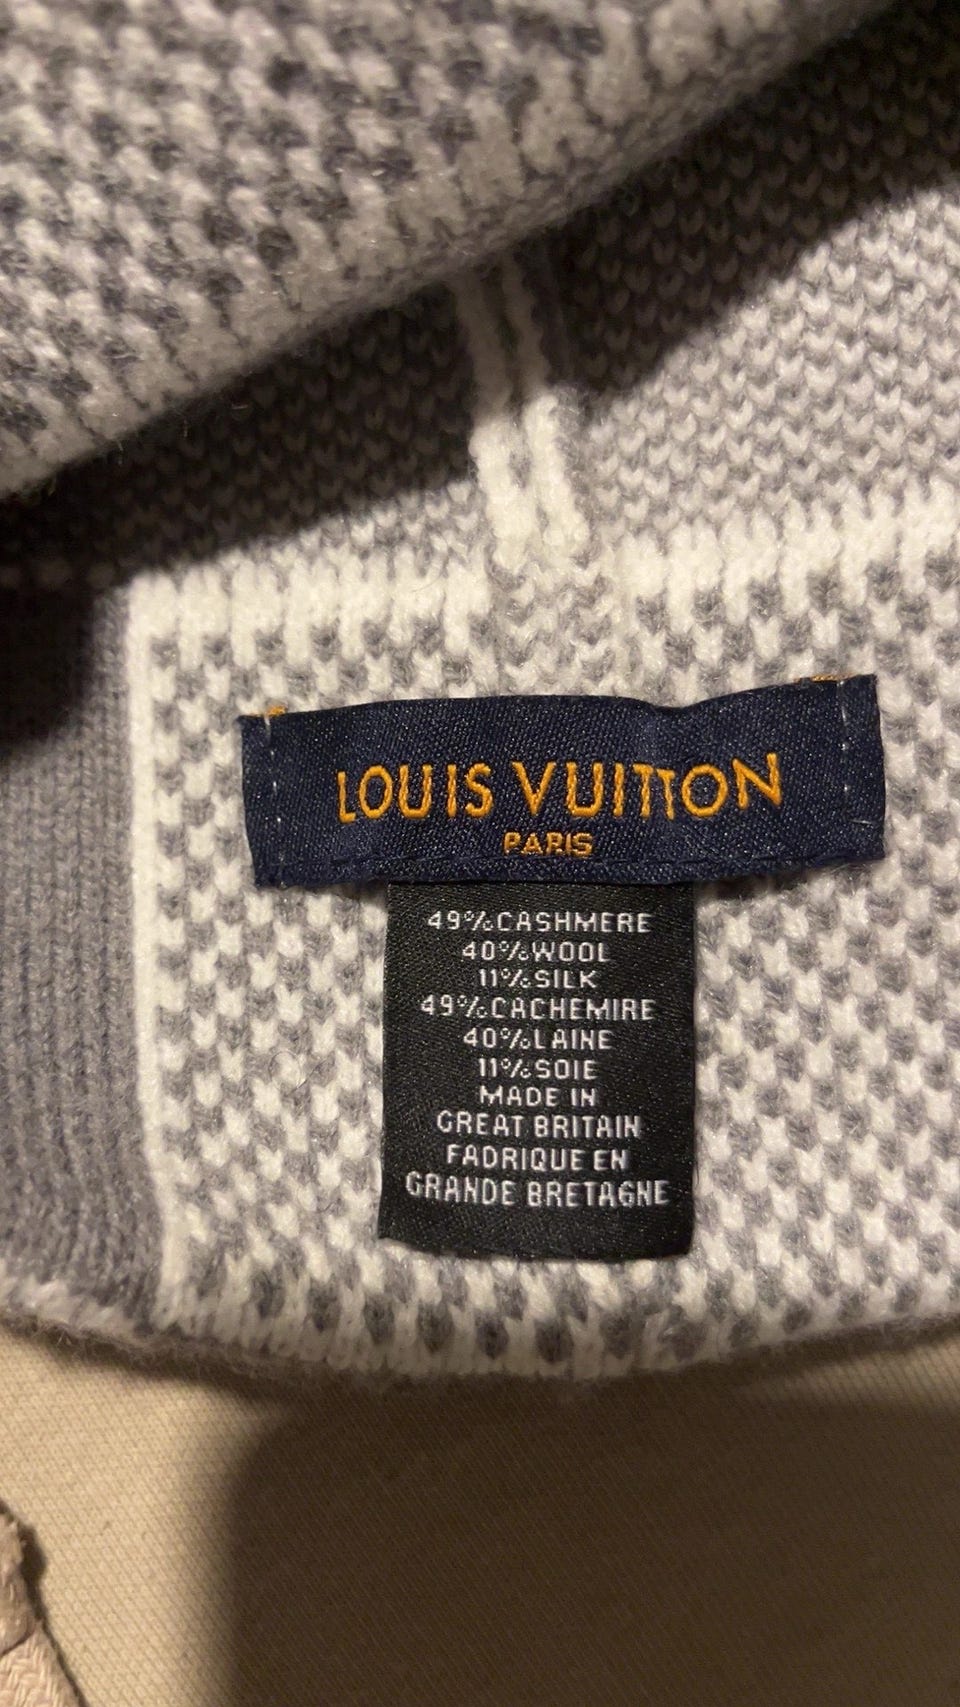 LOUIS VUITTON
PARIS
49%CASHMERE
40%WOOL
11%SILK
49%CACHEMIRE
40%LAINE
11%SOIE
MADE IN
GREAT BRITAIN
FADRIQUE EN
GRANDE BRETAGNE